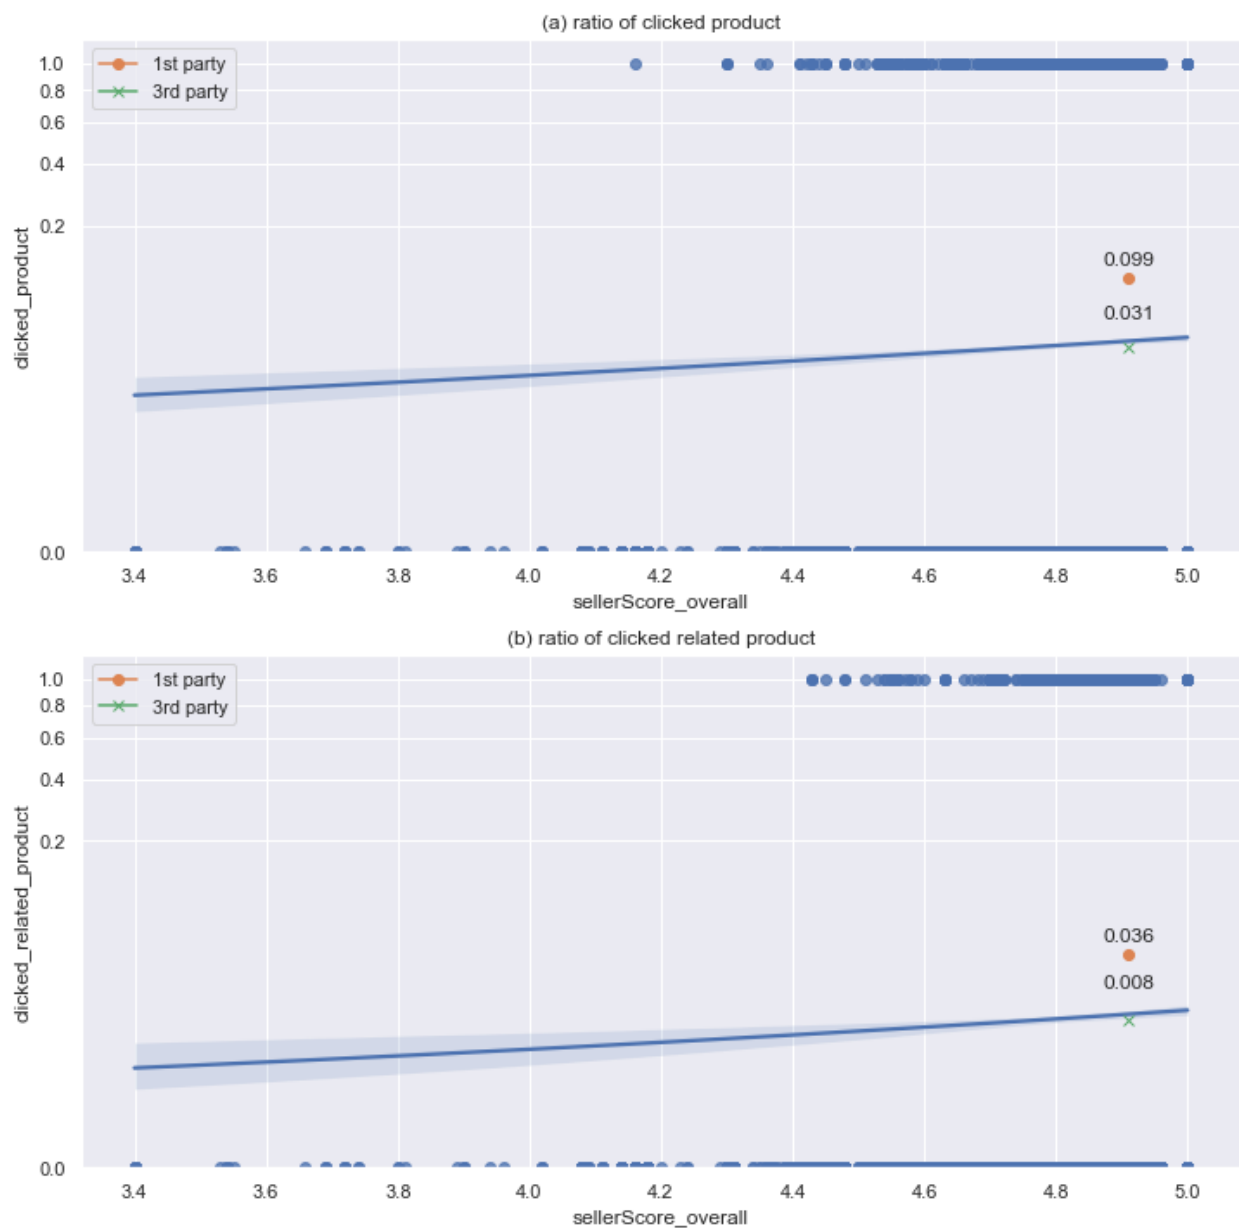 (a) ratio of clicked product
1st party
3rd party
1.0
0.8
0.6
0.4
0.2
0.0
clicked_product
0.099
0.031
3.4 3.6 3.8 4.0 4.2 4.4 4.6 4.8 5.0
sellerScore_overall
(b) ratio of clicked related product
1st party
3rd party
1.0
0.8
0.6
0.4
0.2
0.0
clicked_related_product
0.036
0.008
3.4 3.6 3.8 4.0 4.2 4.4 4.6 4.8 5.0
sellerScore_overall